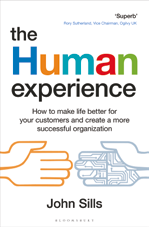 'Superb'
Rory Sutherland, Vice Chairman, Ogilvy UK
the
Human
experience
How to make life better for
your customers and create a more
successful organization
John Sills
BLOOMSBURY